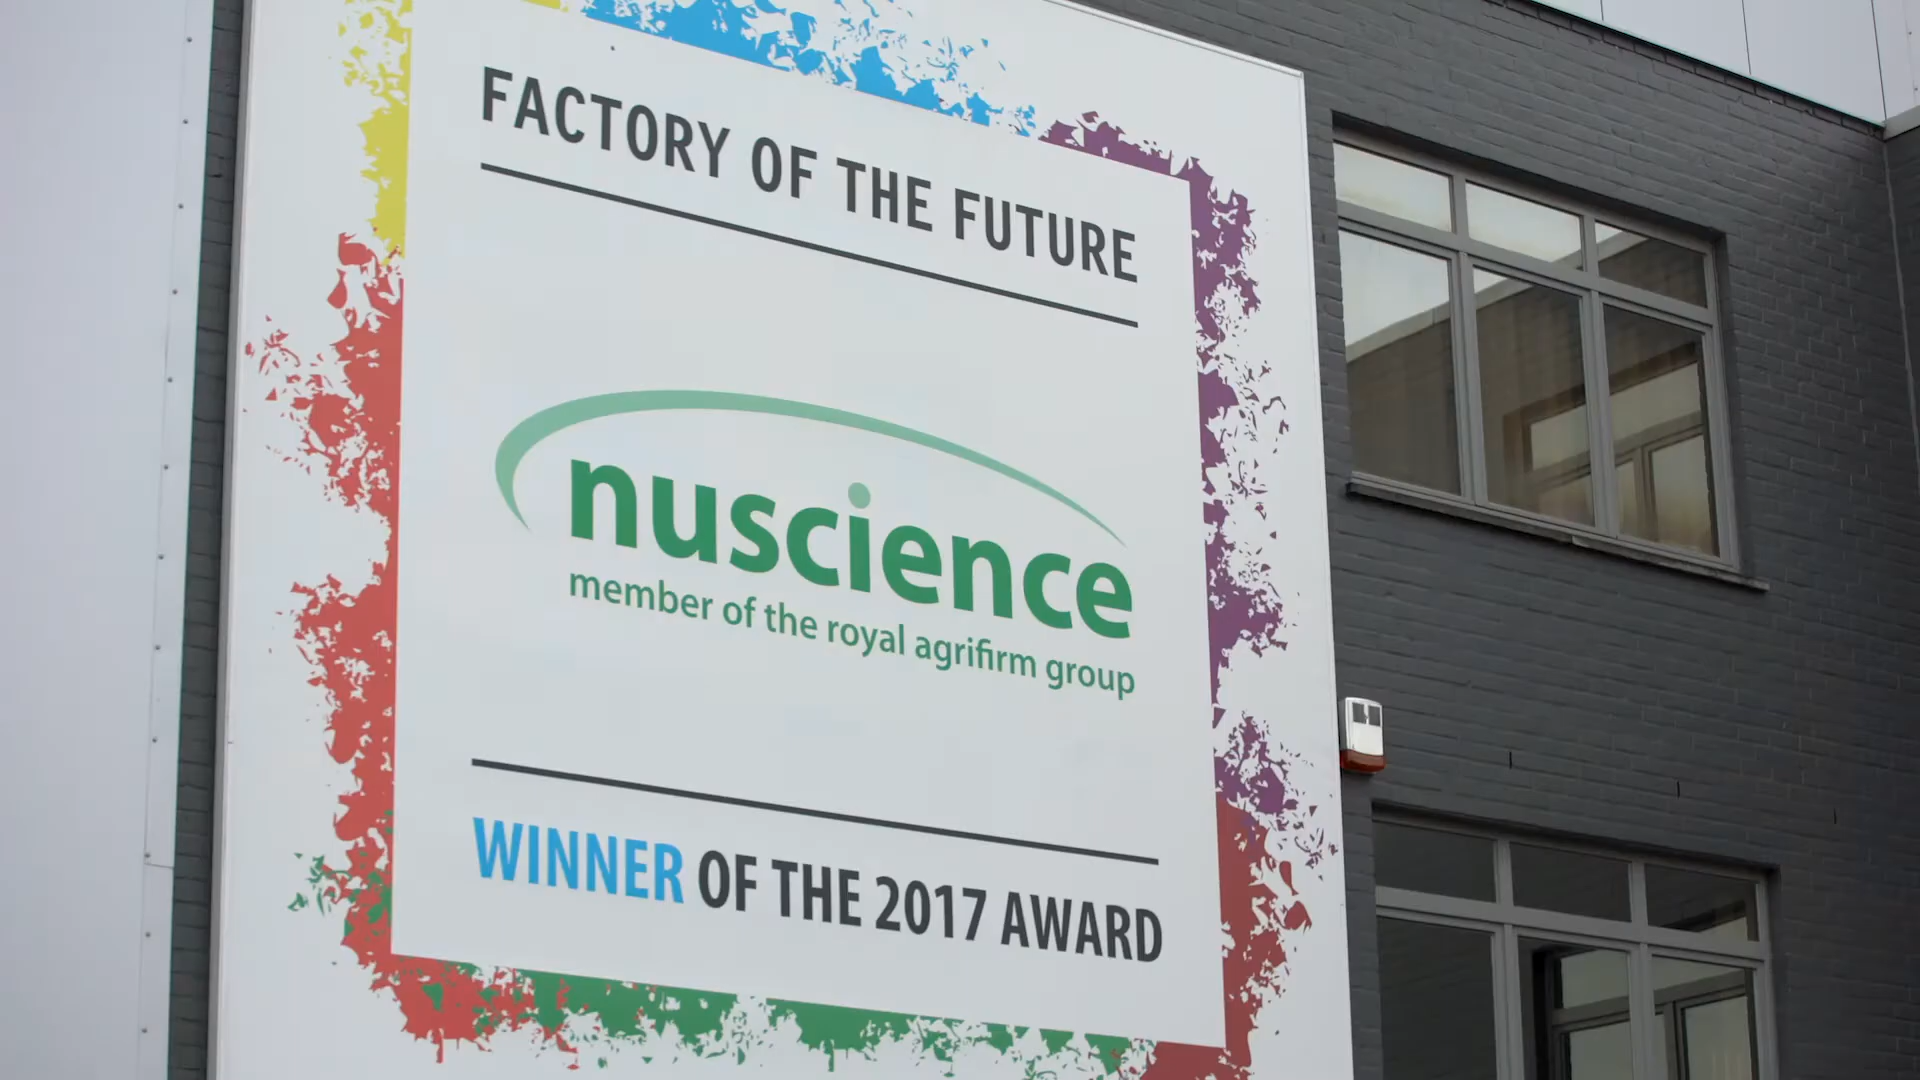 FACTORY OF THE FUTURE
nuscience
member of the royal agrifirm group
WINNER OF THE 2017 AWARD